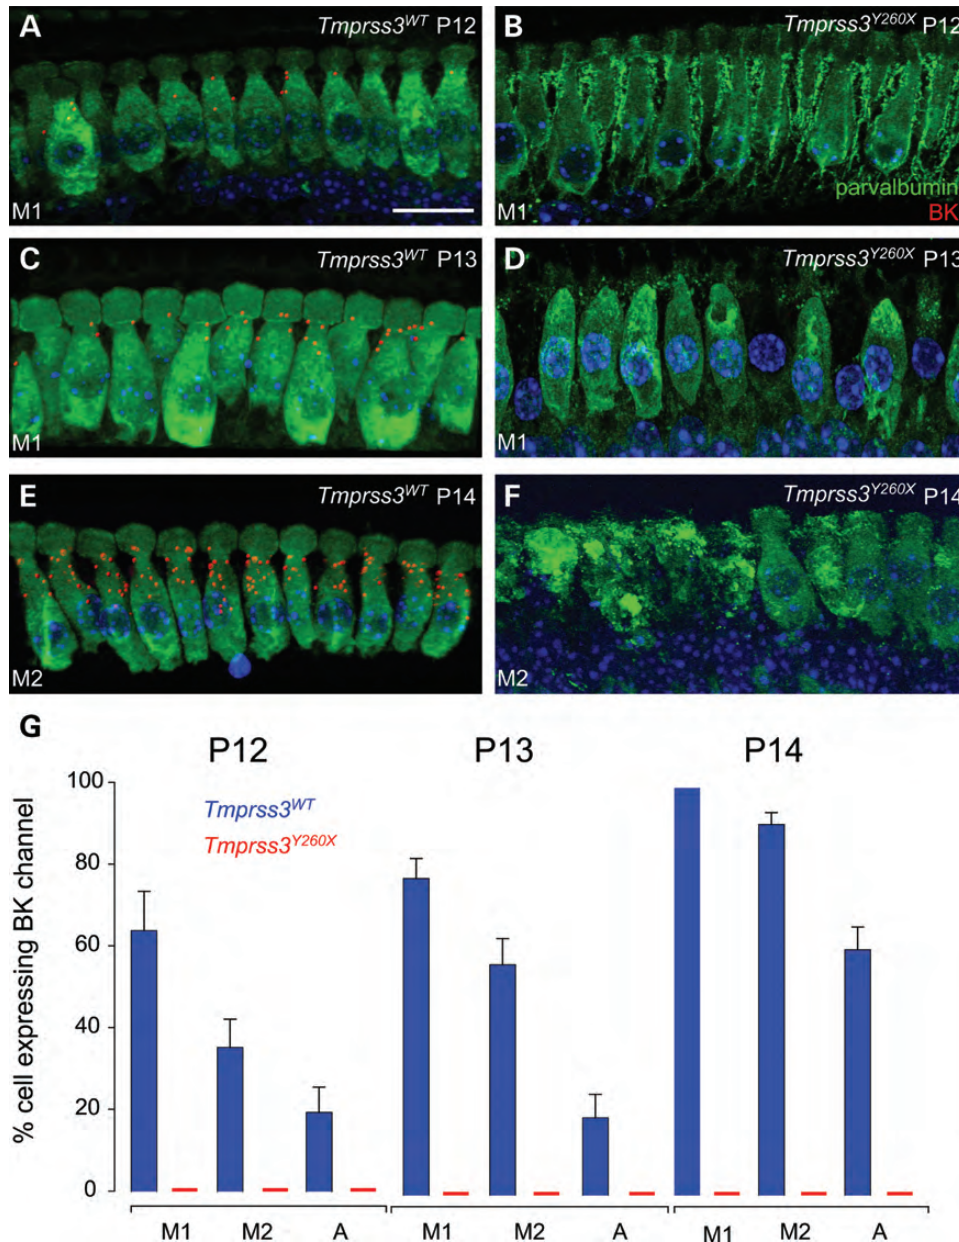 A Tmprss3WT P12
M1
B Tmprss3Y260X P12
parvalbumin
M1 BK
C Tmprss3WT P13
M1
D Tmprss3Y260X P13
M1
E Tmprss3WT P14
M2
F Tmprss3Y260X P14
M2
G
P12 P13 P14
% cell expressing BK channel
100
80
60
40
20
0
Tmprss3WT
Tmprss3Y260X
M1 M2 A M1 M2 A M1 M2 A